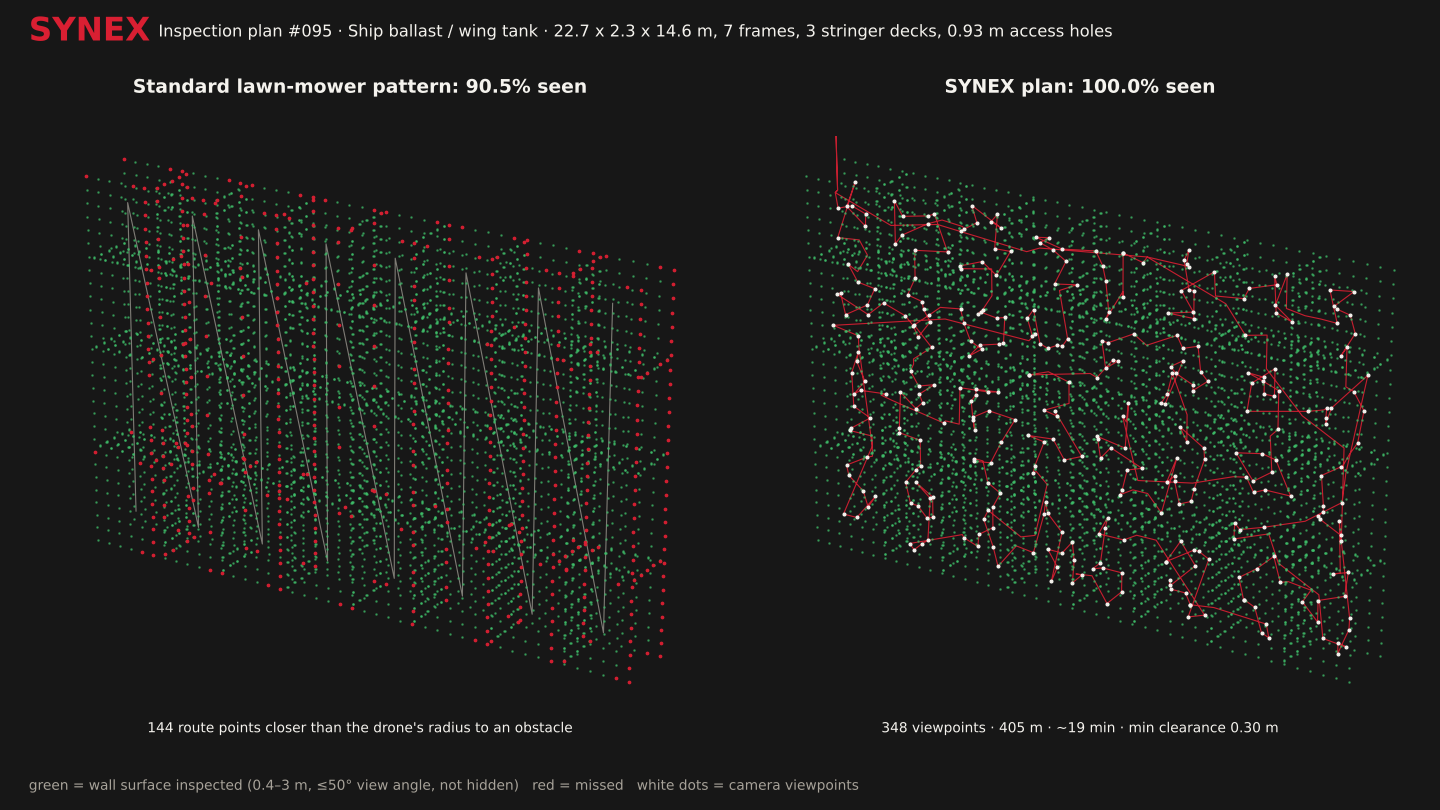 SYNEX Inspection plan #095 · Ship ballast / wing tank · 22.7 x 2.3 x 14.6 m, 7 frames, 3 stringer decks, 0.93 m access holes
Standard lawn-mower pattern: 90.5% seen
SYNEX plan: 100.0% seen
144 route points closer than the drone's radius to an obstacle
348 viewpoints · 405 m · ~19 min · min clearance 0.30 m
green = wall surface inspected (0.4–3 m, ≤50° view angle, not hidden)   red = missed   white dots = camera viewpoints